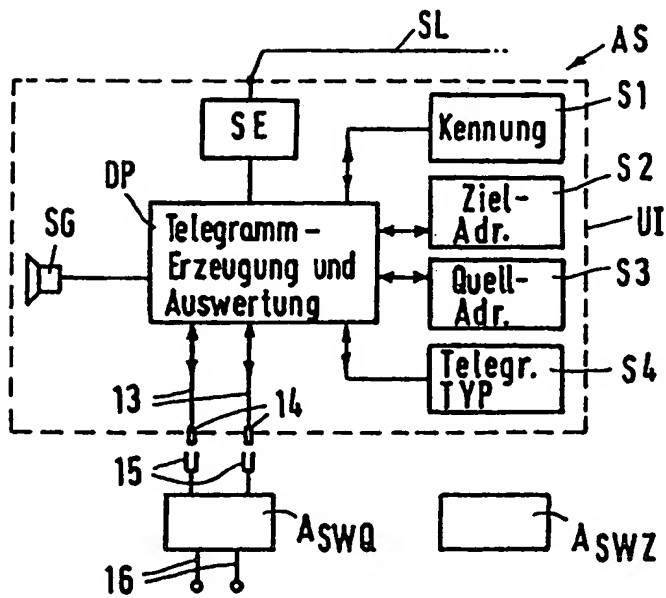 SL
AS
SE
Kennung
S1
DP
SG
Telegramm-
Erzeugung und
Auswertung
Ziel-
Adr.
S2
UI
Quell-
Adr.
S3
Telegr.
TYP
S4
13
14
15
ASWQ
ASWZ
16